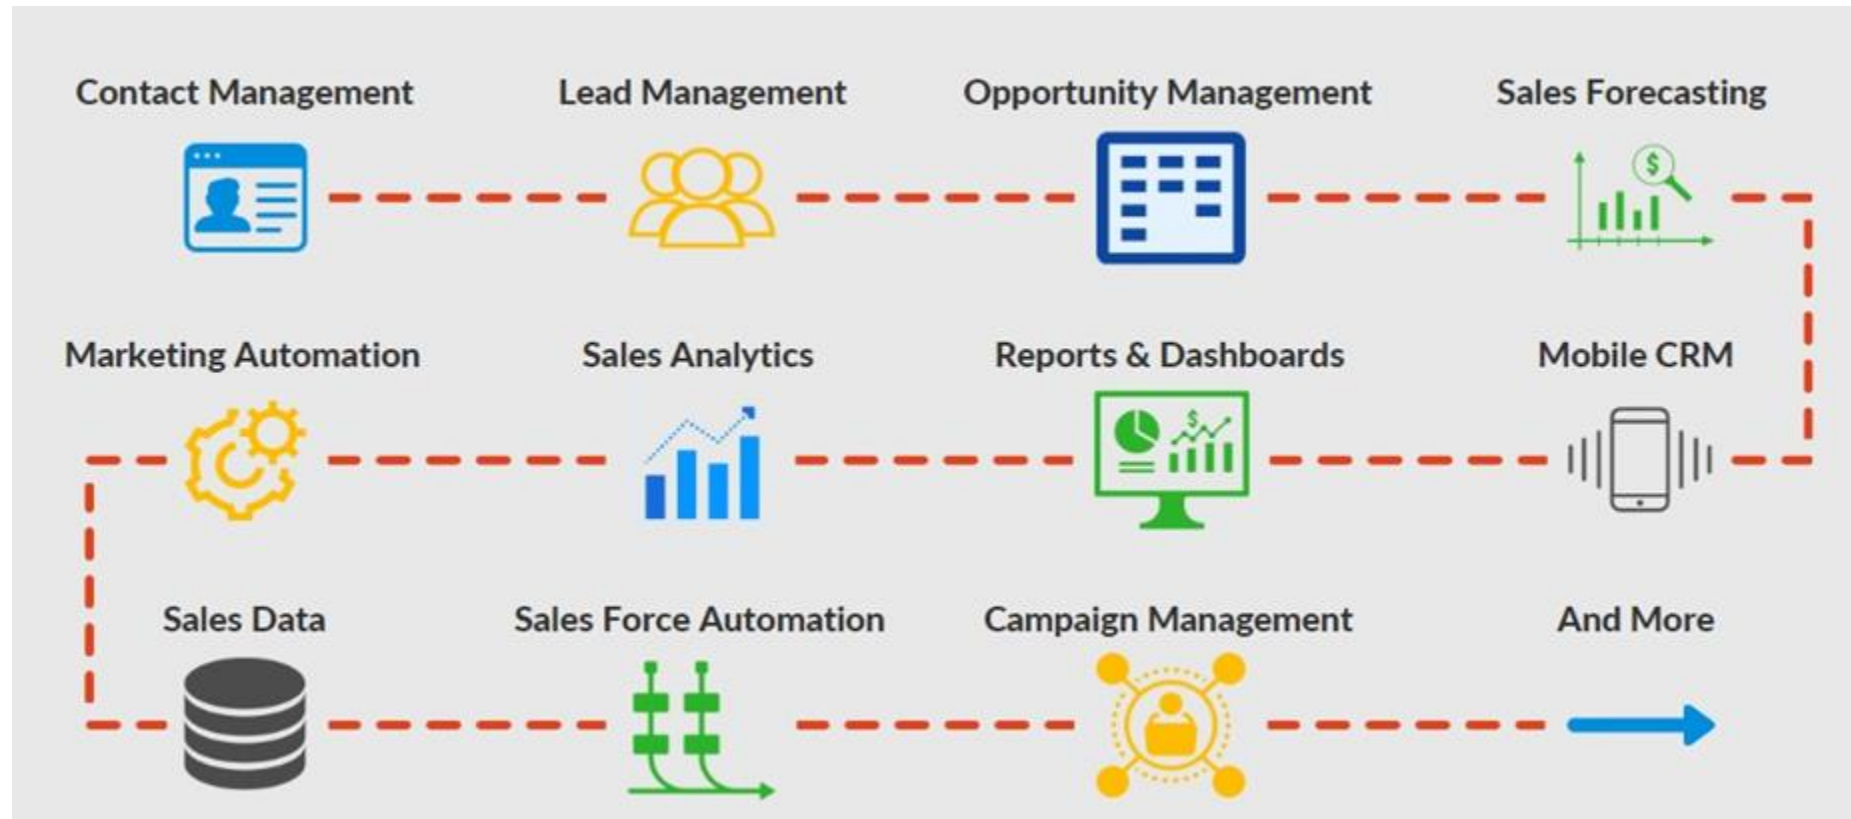 Contact Management
Lead Management
Opportunity Management
Sales Forecasting
Marketing Automation
Sales Analytics
Reports & Dashboards
Mobile CRM
Sales Data
Sales Force Automation
Campaign Management
And More
$
$